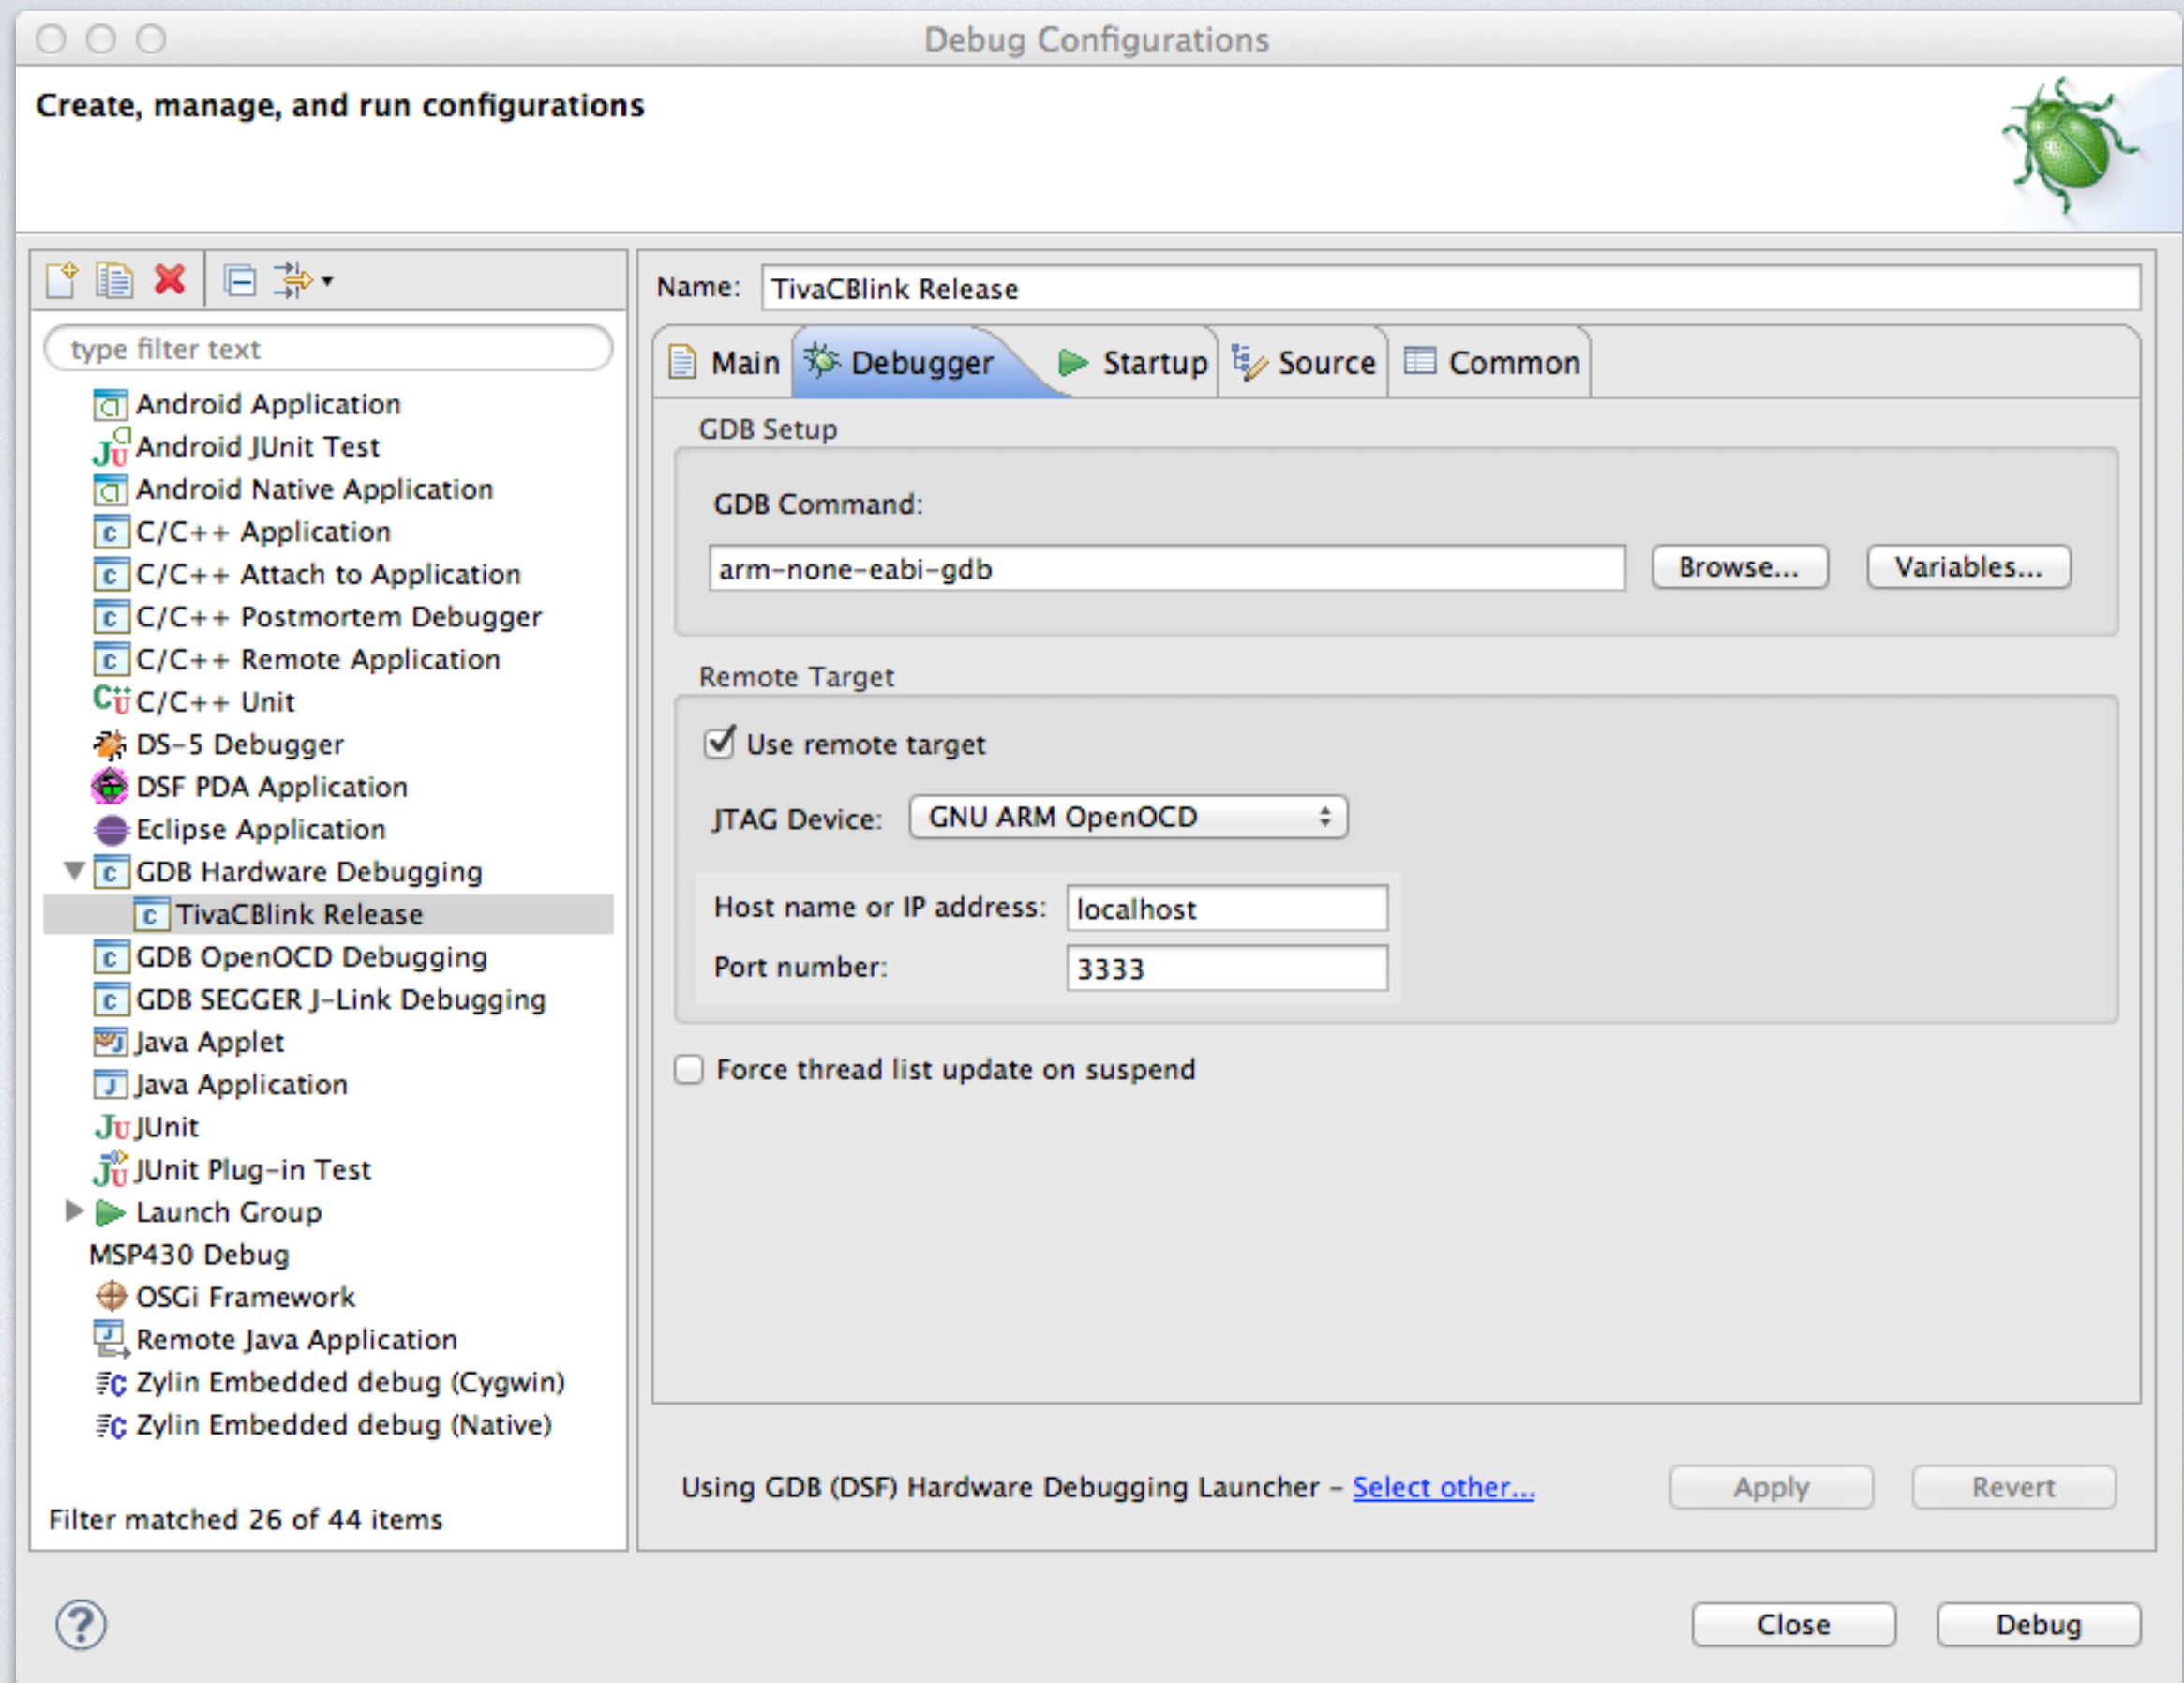 Debug Configurations
Create, manage, and run configurations
type filter text
Android Application
Android JUnit Test
Android Native Application
C/C++ Application
C/C++ Attach to Application
C/C++ Postmortem Debugger
C/C++ Remote Application
C/C++ Unit
DS-5 Debugger
DSF PDA Application
Eclipse Application
GDB Hardware Debugging
TivaCBlink Release
GDB OpenOCD Debugging
GDB SEGGER J-Link Debugging
Java Applet
Java Application
JUnit
JUnit Plug-in Test
Launch Group
MSP430 Debug
OSGi Framework
Remote Java Application
Zylin Embedded debug (Cygwin)
Zylin Embedded debug (Native)
Filter matched 26 of 44 items
Name: TivaCBlink Release
Main Debugger Startup Source Common
GDB Setup
GDB Command:
arm-none-eabi-gdb Browse... Variables...
Remote Target
Use remote target
JTAG Device: GNU ARM OpenOCD
Host name or IP address: localhost
Port number: 3333
Force thread list update on suspend
Using GDB (DSF) Hardware Debugging Launcher - Select other... Apply Revert
? Close Debug